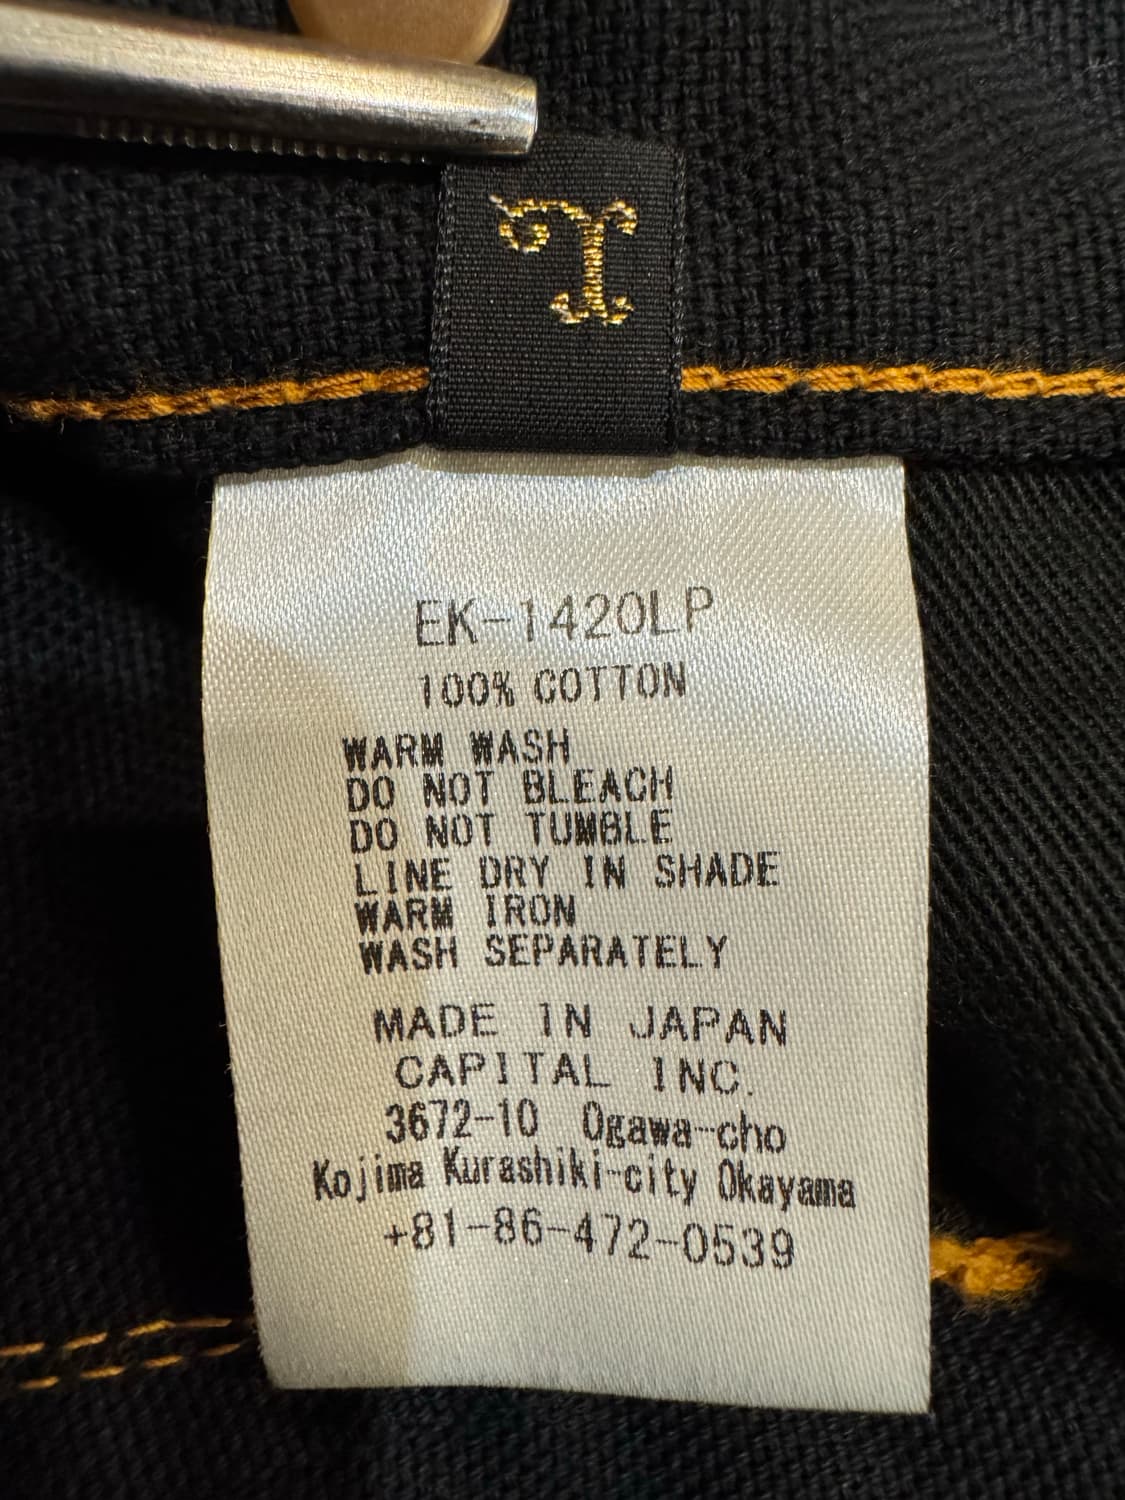 I
EK-1420LP
100% COTTON
WARM WASH
DO NOT BLEACH
DO NOT TUMBLE
LINE DRY IN SHADE
WARM IRON
WASH SEPARATELY
MADE IN JAPAN
CAPITAL INC.
3672-10 Ogawa-cho
Kojima Kurashiki-city Okayama
+81-86-472-0539